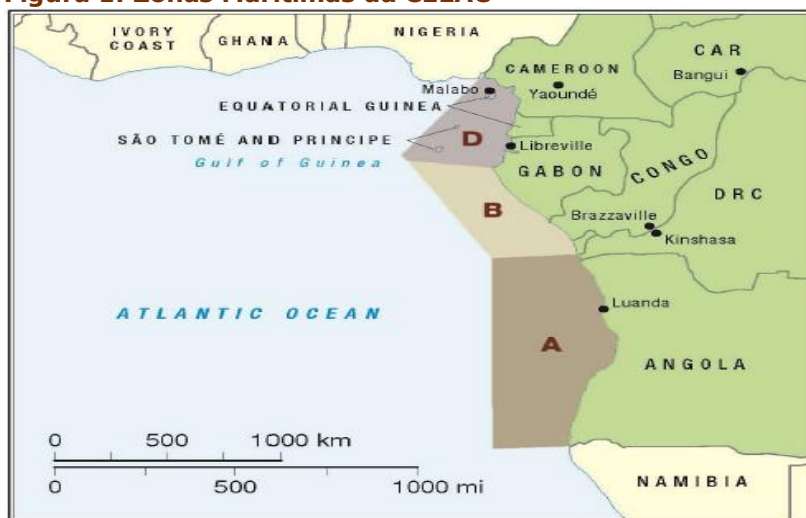 Figura 1. Zonas Marítimas da CEEAC
IVORY
COAST
GHANA
NIGERIA
CAR
Bangui
CAMEROON
Yaoundé
Malabo
EQUATORIAL GUINEA
SÃO TOMÉ AND PRINCIPE
Gulf of Guinea
D
Libreville
GABON
CONGO
DRC
B
Brazzaville
Kinshasa
ATLANTIC OCEAN
Luanda
A
ANGOLA
0 500 1000 km
0 500 1000 mi
NAMIBIA